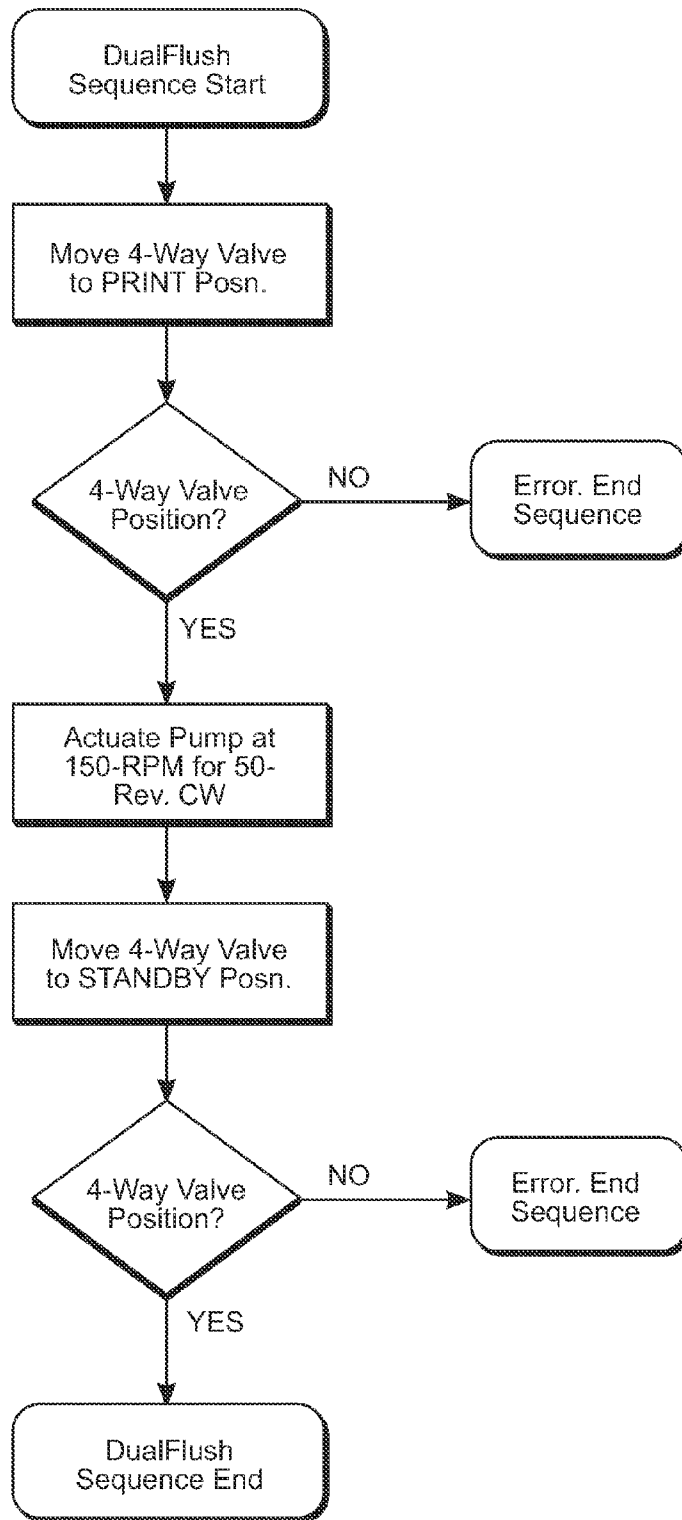 DualFlush
Sequence Start
Move 4-Way Valve
to PRINT Posn.
4-Way Valve
Position?
NO
Error. End
Sequence
YES
Actuate Pump at
150-RPM for 50-
Rev. CW
Move 4-Way Valve
to STANDBY Posn.
4-Way Valve
Position?
NO
Error. End
Sequence
YES
DualFlush
Sequence End